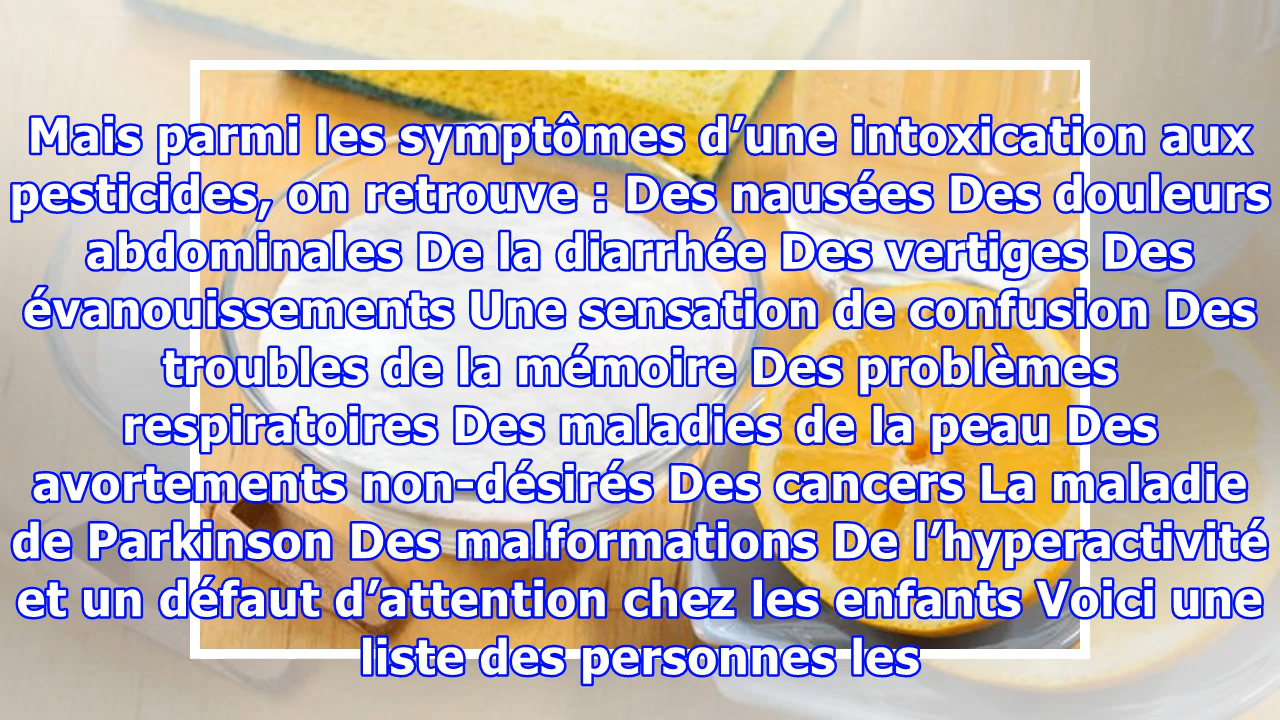 Mais parmi les symptômes d’une intoxication aux
pesticides, on retrouve : Des nausées Des douleurs
abdominales De la diarrhée Des vertiges Des
évanouissements Une sensation de confusion Des
troubles de la mémoire Des problèmes
respiratoires Des maladies de la peau Des
avortements non-désirés Des cancers La maladie
de Parkinson Des malformations De l’hyperactivité
et un défaut d’attention chez les enfants Voici une
liste des personnes les